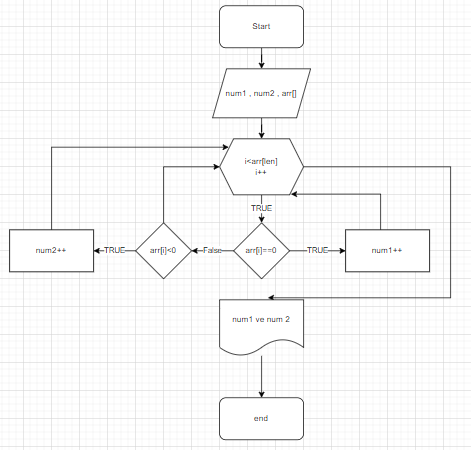 Start
num1 , num2 , arr[]
i<arr[len]
i++
TRUE
num2++
TRUE
arr[i]<0
False
arr[i]==0
TRUE
num1++
num1 ve num 2
end